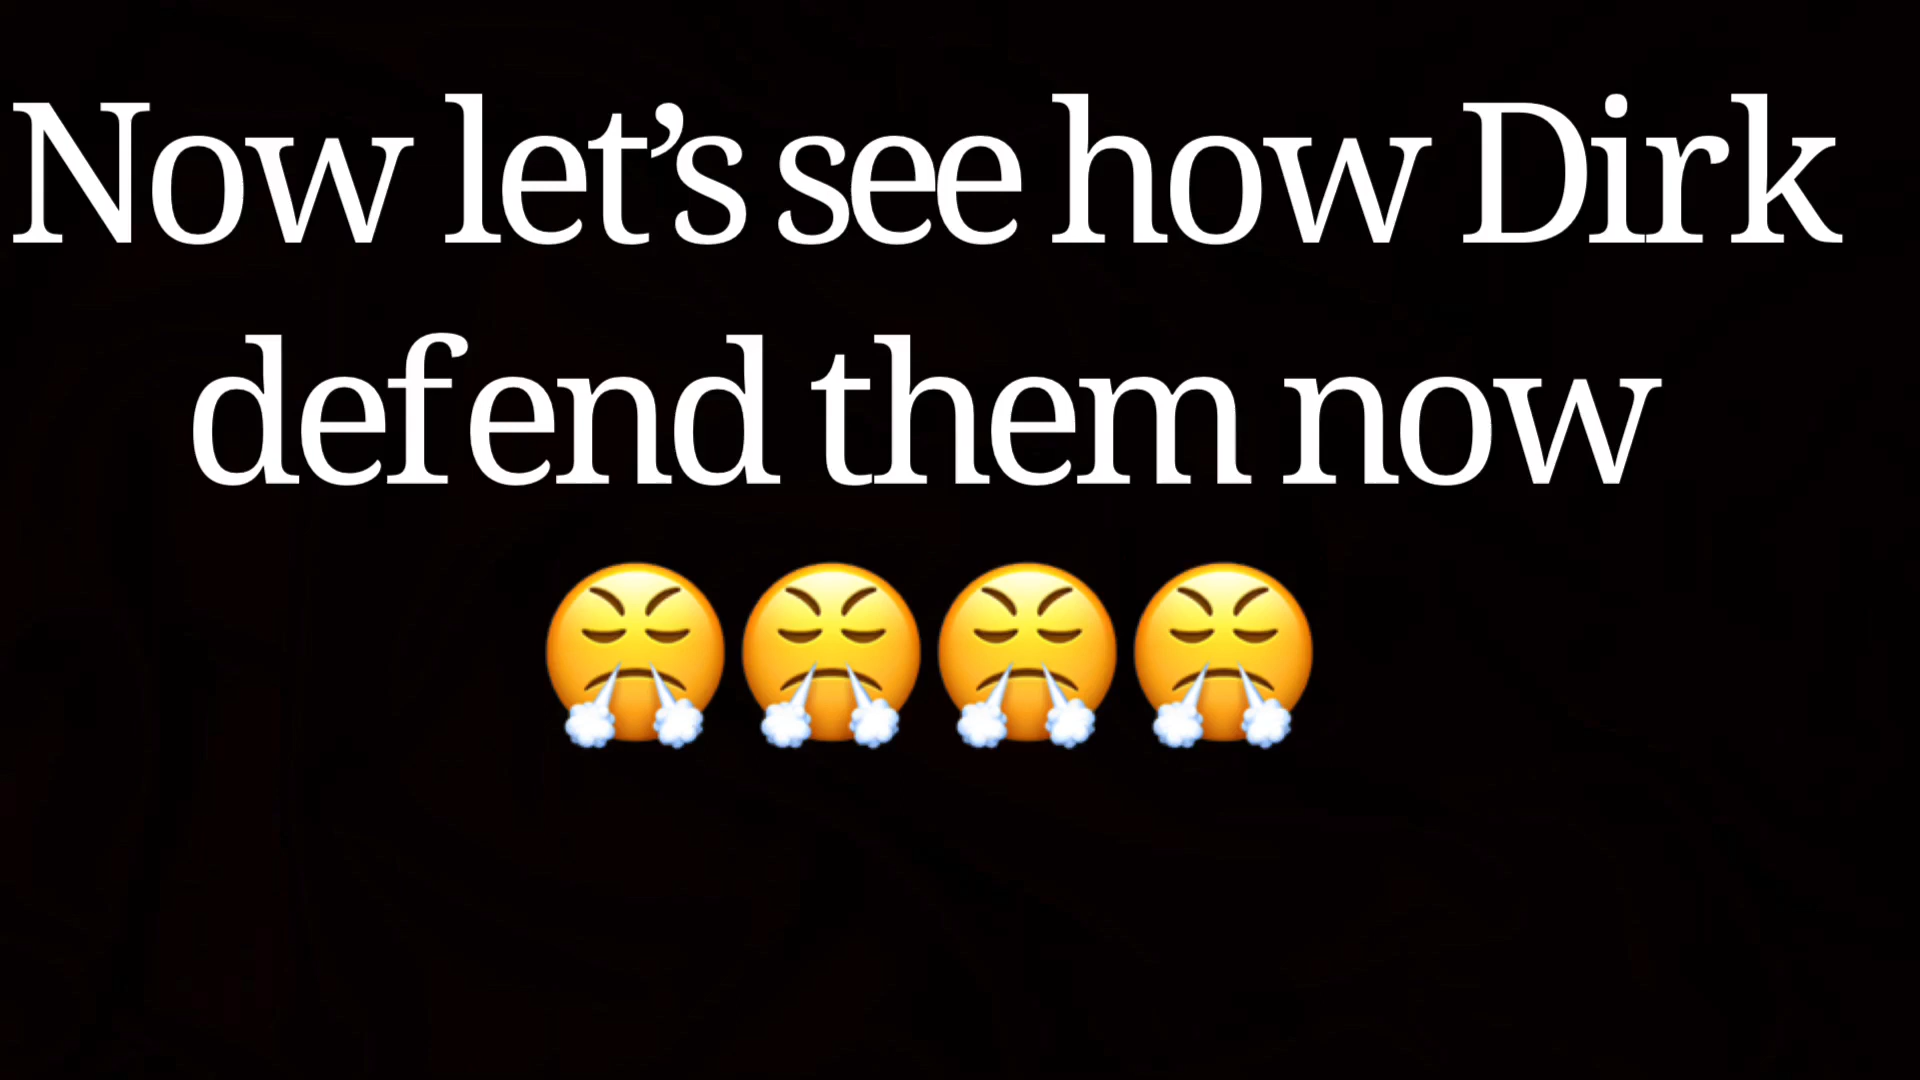 Now let’s see how Dirk
defend them now
😤😤😤😤